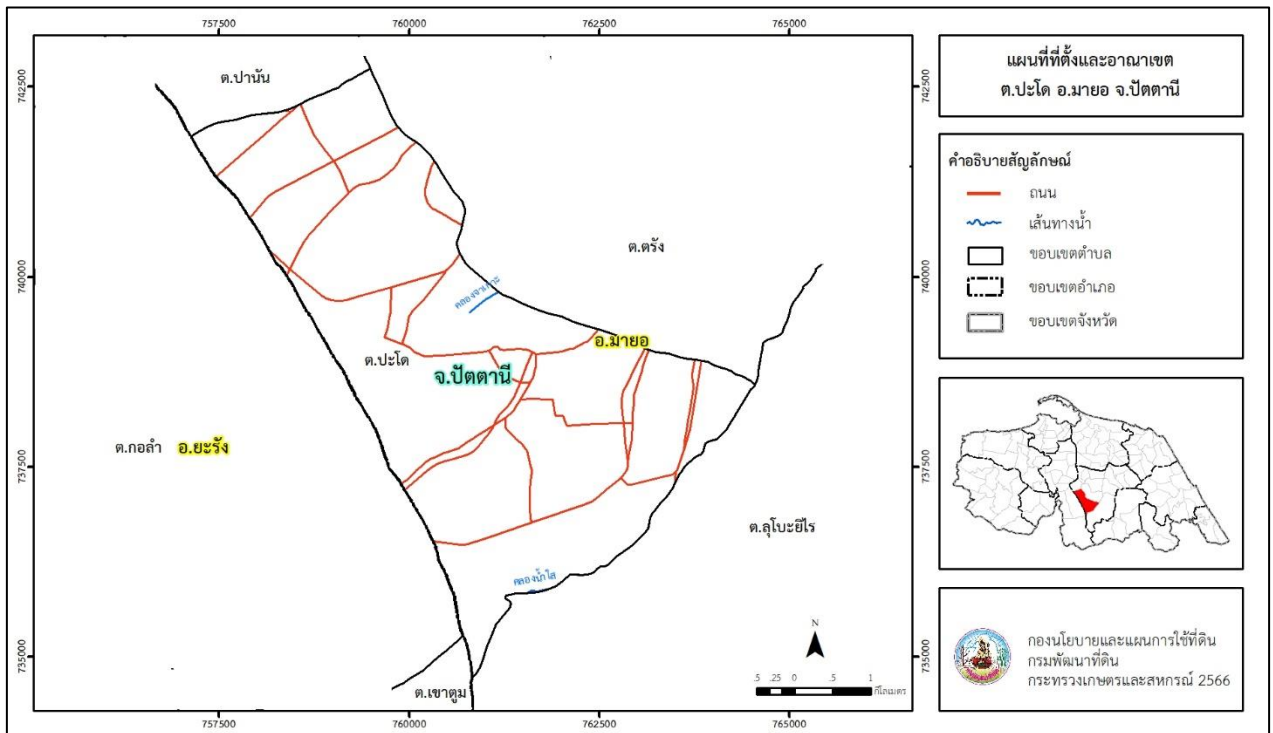 757500
760000
762500
765000
742500
740000
737500
735000
742500
740000
737500
735000
ต.ปานัน
ต.ตรัง
คลองจาเกาะ
อ.มายอ
ต.ปะโด
จ.ปัตตานี
ต.กอลำ อ.ยะรัง
ต.ลุโบะยิไร
คลองน้ำใส
N
ต.เขาตูม
.5 .25 0 .5 1
กิโลเมตร
757500
760000
762500
765000
แผนที่ที่ตั้งและอาณาเขต
ต.ปะโด อ.มายอ จ.ปัตตานี
คำอธิบายสัญลักษณ์
ถนน
เส้นทางน้ำ
ขอบเขตตำบล
ขอบเขตอำเภอ
ขอบเขตจังหวัด
กองนโยบายและแผนการใช้ที่ดิน
กรมพัฒนาที่ดิน
กระทรวงเกษตรและสหกรณ์ 2566